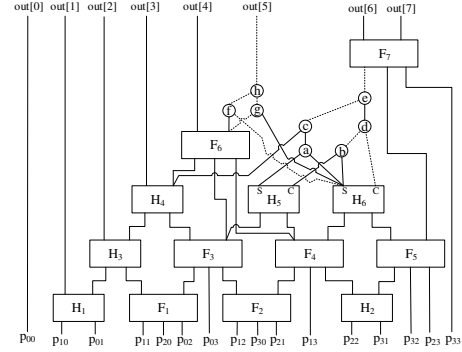 out[0] out[1] out[2] out[3] out[4] out[5] out[6] out[7]
F7
h
e
f g
c d
F6
a b
S C S C
H4 H5 H6
H3 F3 F4 F5
H1 F1 F2 H2
p00 p10 p01 p11 p20 p02 p03 p12 p30 p21 p13 p22 p31 p32 p23 p33